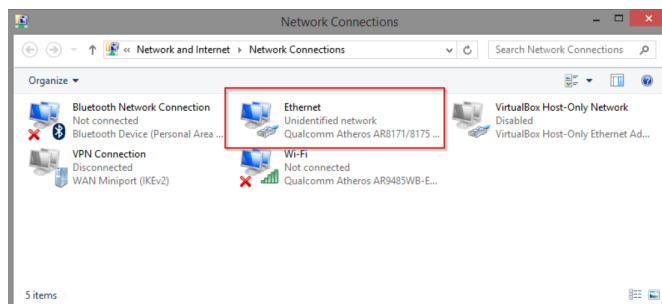 Network Connections
« Network and Internet ▸ Network Connections
Search Network Connections
Organize
Bluetooth Network Connection
Not connected
Bluetooth Device (Personal Area ...
Ethernet
Unidentified network
Qualcomm Atheros AR8171/8175 ...
VirtualBox Host-Only Network
Disabled
VirtualBox Host-Only Ethernet Ad...
VPN Connection
Disconnected
WAN Miniport (IKEv2)
Wi-Fi
Not connected
Qualcomm Atheros AR9485WB-E...
5 items